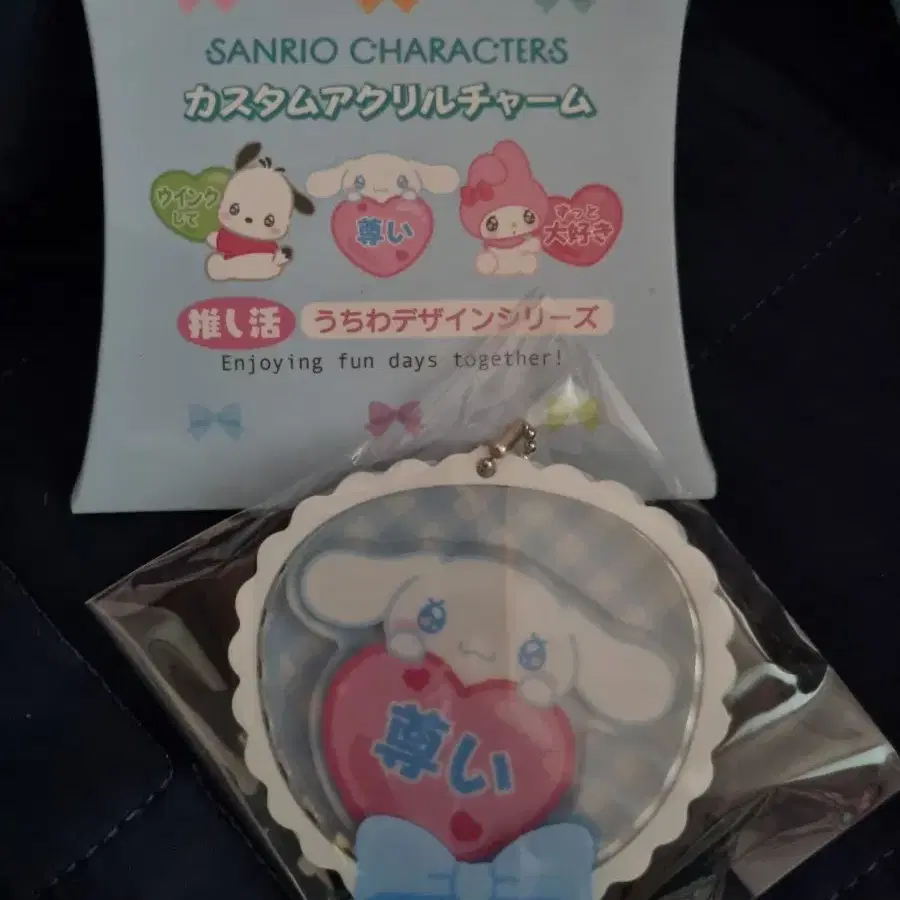 SANRIO CHARACTERS
カスタムアクリルチャーム
ウインク
して
尊い
ずっと
大好き
推し活 うちわデザインシリーズ
Enjoying fun days together!
尊い